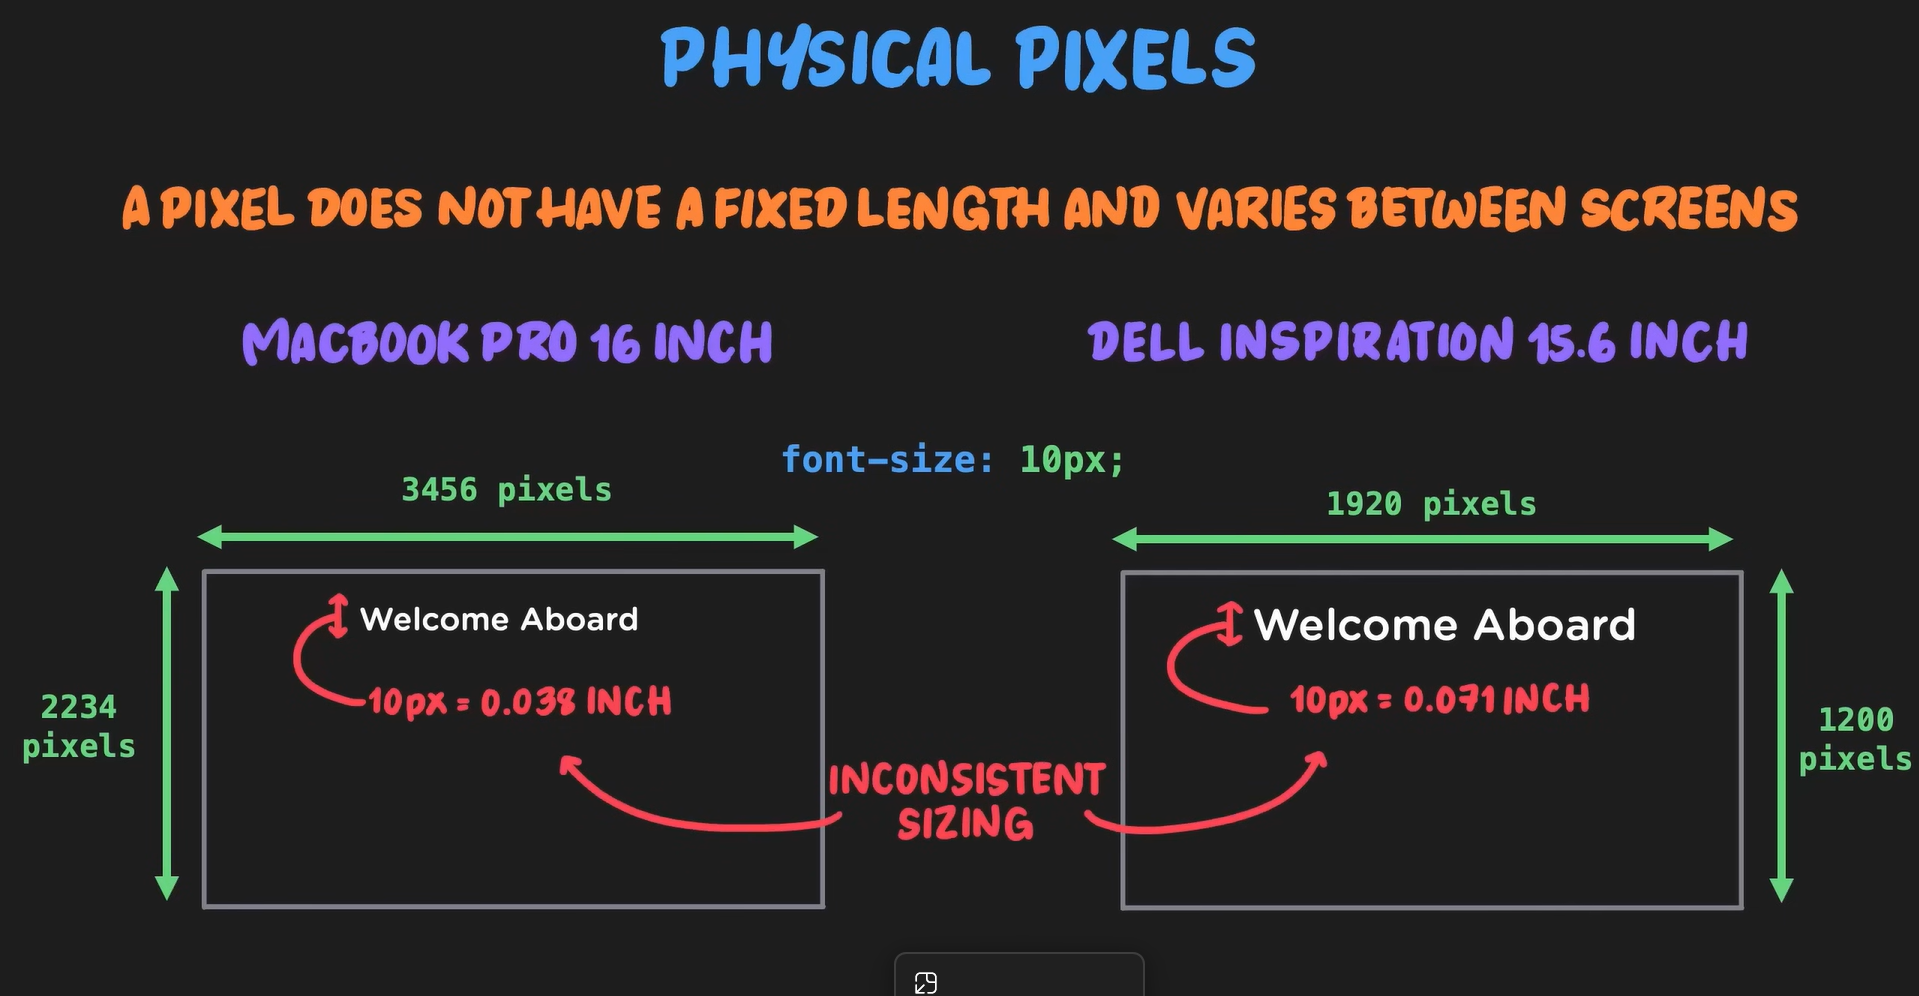 PHYSICAL PIXELS
A PIXEL DOES NOT HAVE A FIXED LENGTH AND VARIES BETWEEN SCREENS
MACBOOK PRO 16 INCH
DELL INSPIRATION 15.6 INCH
font-size: 10px;
3456 pixels
1920 pixels
Welcome Aboard
Welcome Aboard
10px = 0.038 INCH
10px = 0.071 INCH
2234
pixels
1200
pixels
INCONSISTENT
SIZING